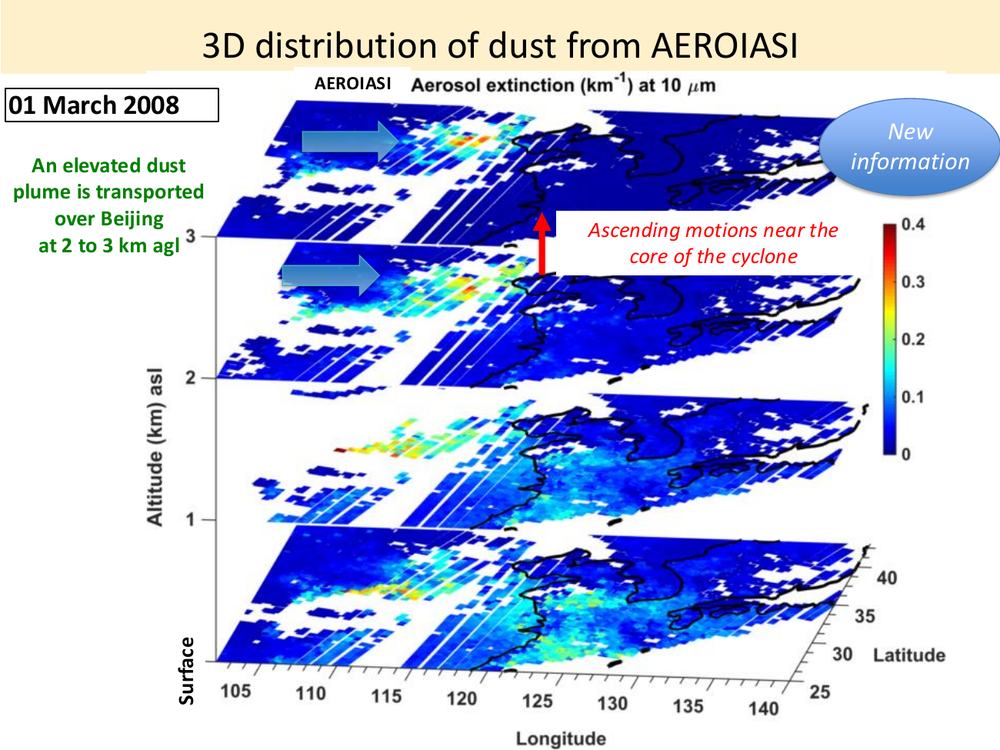 3D distribution of dust from AEROIASI
AEROIASI Aerosol extinction (km-1) at 10 μm
01 March 2008
New
information
An elevated dust
plume is transported
over Beijing
at 2 to 3 km agl
Ascending motions near the
core of the cyclone
0.4
0.3
0.2
0.1
0
3
2
1
Altitude (km) asl
Surface
40
35
30
25
Latitude
105 110 115 120 125 130 135 140
Longitude